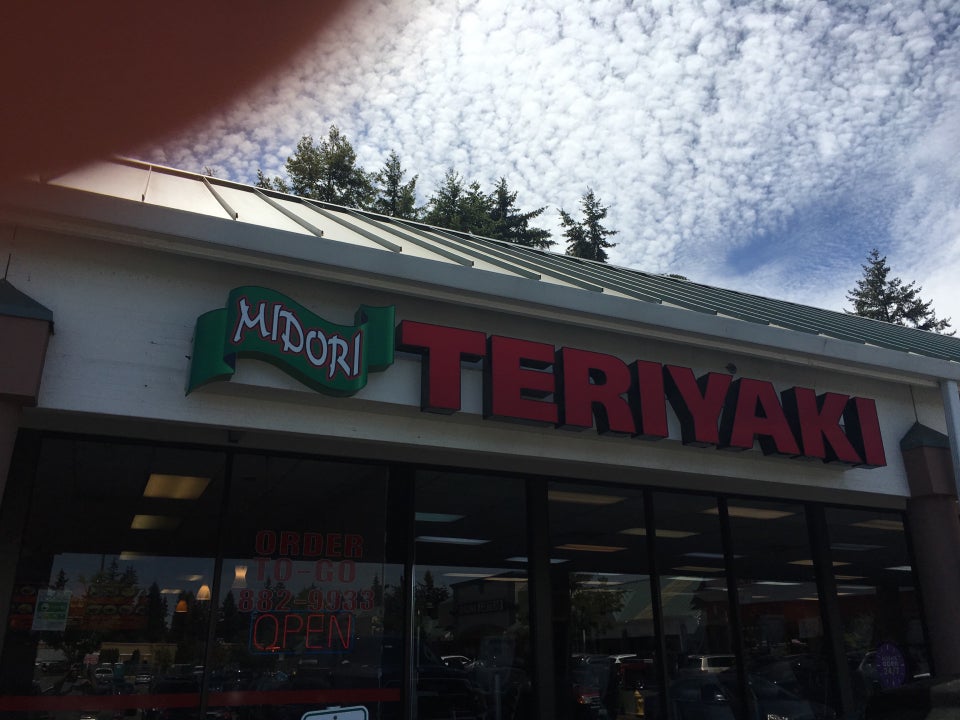 MIDORI
TERIYAKI
ORDER
TO-GO
882-9933
OPEN